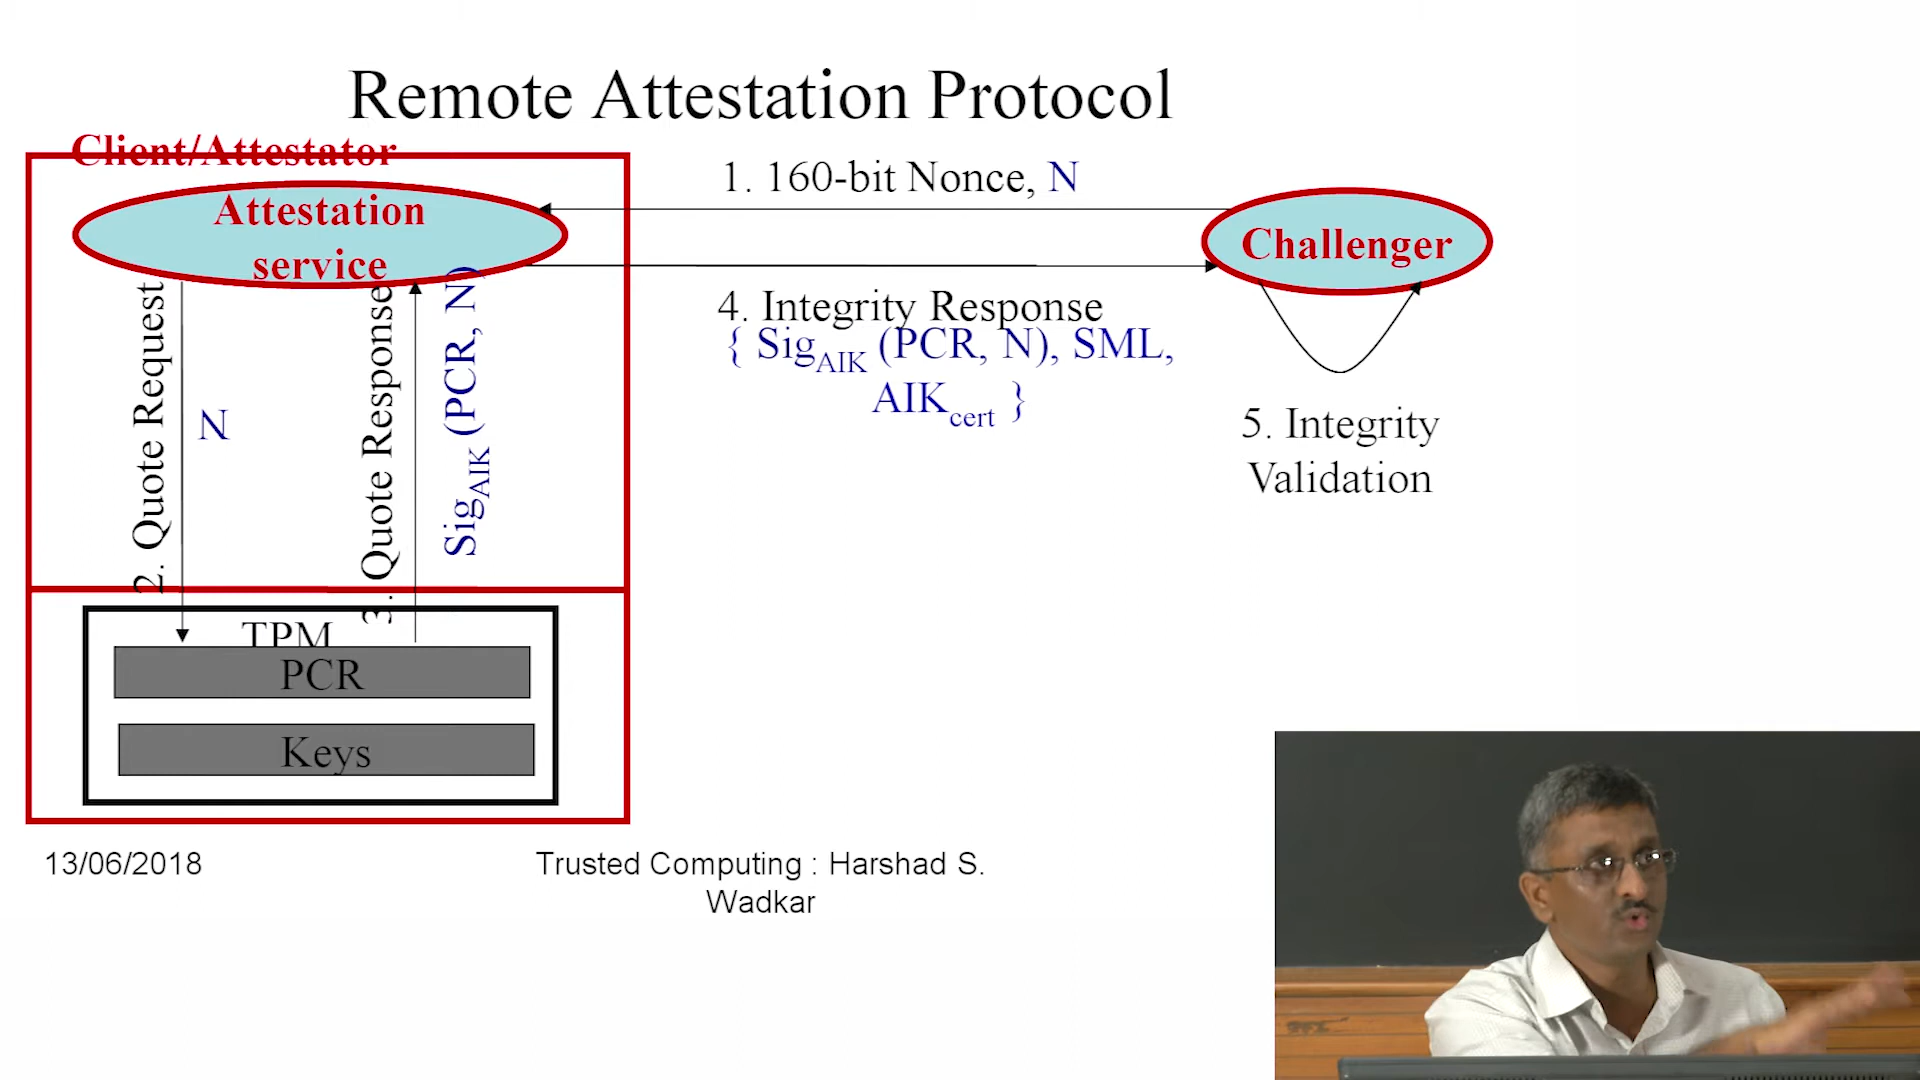 Remote Attestation Protocol
Client/Attestator
Attestation
service
1. 160-bit Nonce, N
Challenger
4. Integrity Response
{ SigAIK (PCR, N), SML,
AIKcert }
5. Integrity
Validation
2. Quote Request
N
3. Quote Response
SigAIK (PCR, N)
TPM
PCR
Keys
13/06/2018
Trusted Computing : Harshad S.
Wadkar